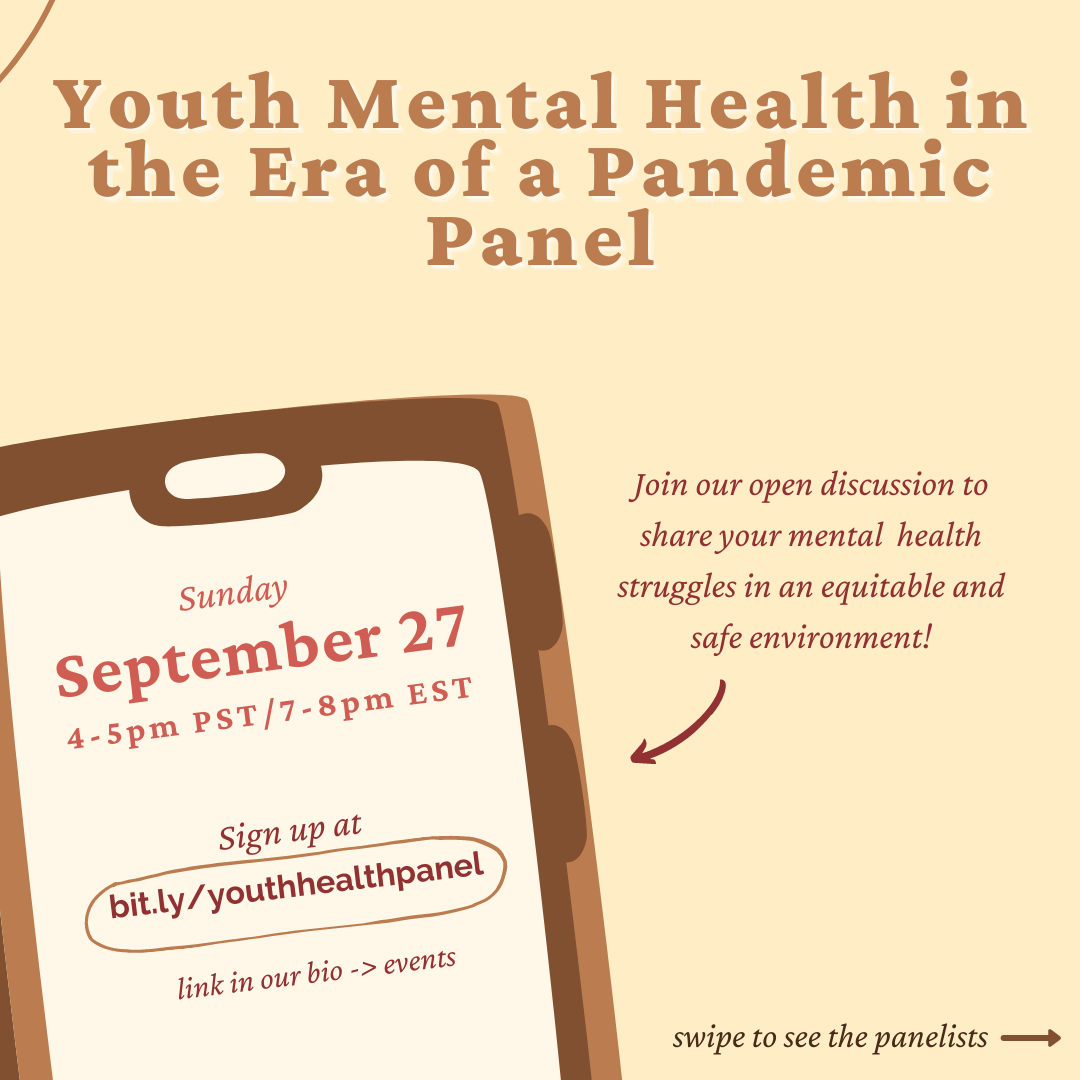 Youth Mental Health in
the Era of a Pandemic
Panel
Join our open discussion to
share your mental health
struggles in an equitable and
safe environment!
Sunday
September 27
4-5pm PST/7-8pm EST
Sign up at
bit.ly/youthhealthpanel
link in our bio -> events
swipe to see the panelists